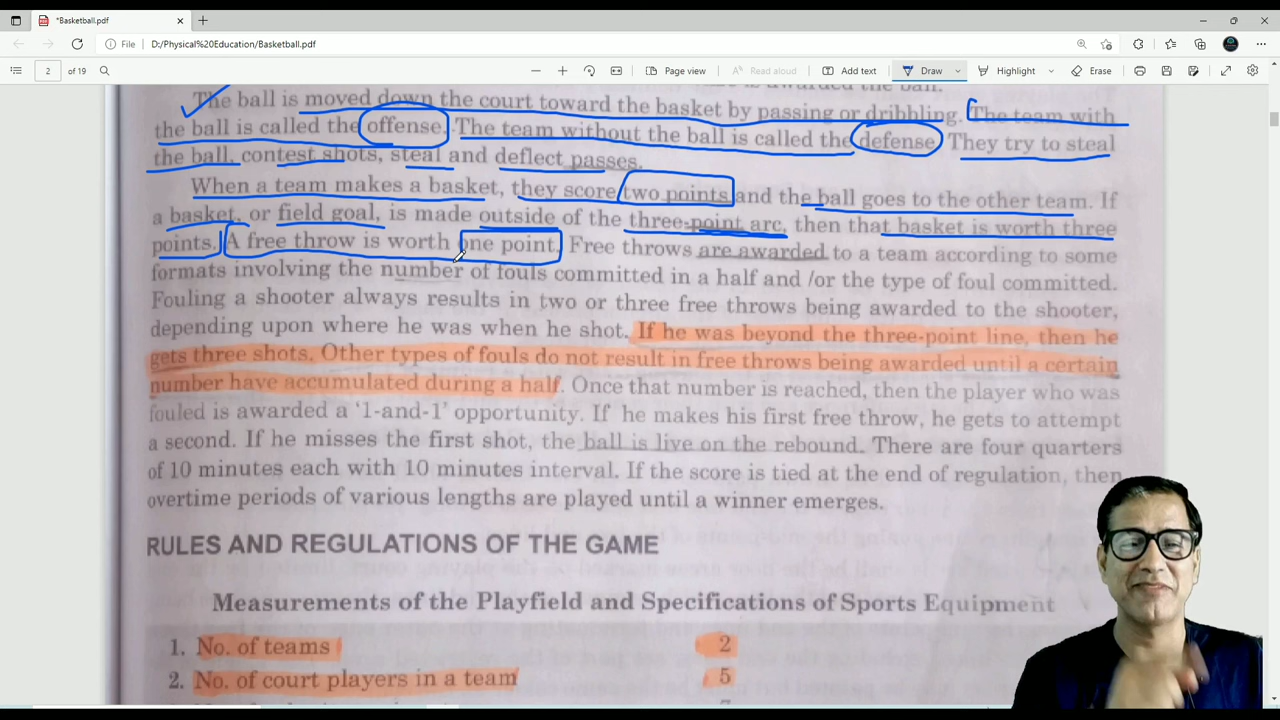 *Basketball.pdf
File D:/Physical%20Education/Basketball.pdf
2 of 19 Page view Read aloud Add text Draw Highlight Erase
is awarded the ball.
The ball is moved down the court toward the basket by passing or dribbling. The team with
the ball is called the offense. The team without the ball is called the defense. They try to steal
the ball, contest shots, steal and deflect passes.
When a team makes a basket, they score two points and the ball goes to the other team. If
a basket, or field goal, is made outside of the three-point arc, then that basket is worth three
points. A free throw is worth one point. Free throws are awarded to a team according to some
formats involving the number of fouls committed in a half and /or the type of foul committed.
Fouling a shooter always results in two or three free throws being awarded to the shooter,
depending upon where he was when he shot. If he was beyond the three-point line, then he
gets three shots. Other types of fouls do not result in free throws being awarded until a certain
number have accumulated during a half. Once that number is reached, then the player who was
fouled is awarded a '1-and-1' opportunity. If he makes his first free throw, he gets to attempt
a second. If he misses the first shot, the ball is live on the rebound. There are four quarters
of 10 minutes each with 10 minutes interval. If the score is tied at the end of regulation, then
overtime periods of various lengths are played until a winner emerges.
RULES AND REGULATIONS OF THE GAME
Measurements of the Playfield and Specifications of Sports Equipment
1. No. of teams 2
2. No. of court players in a team 5